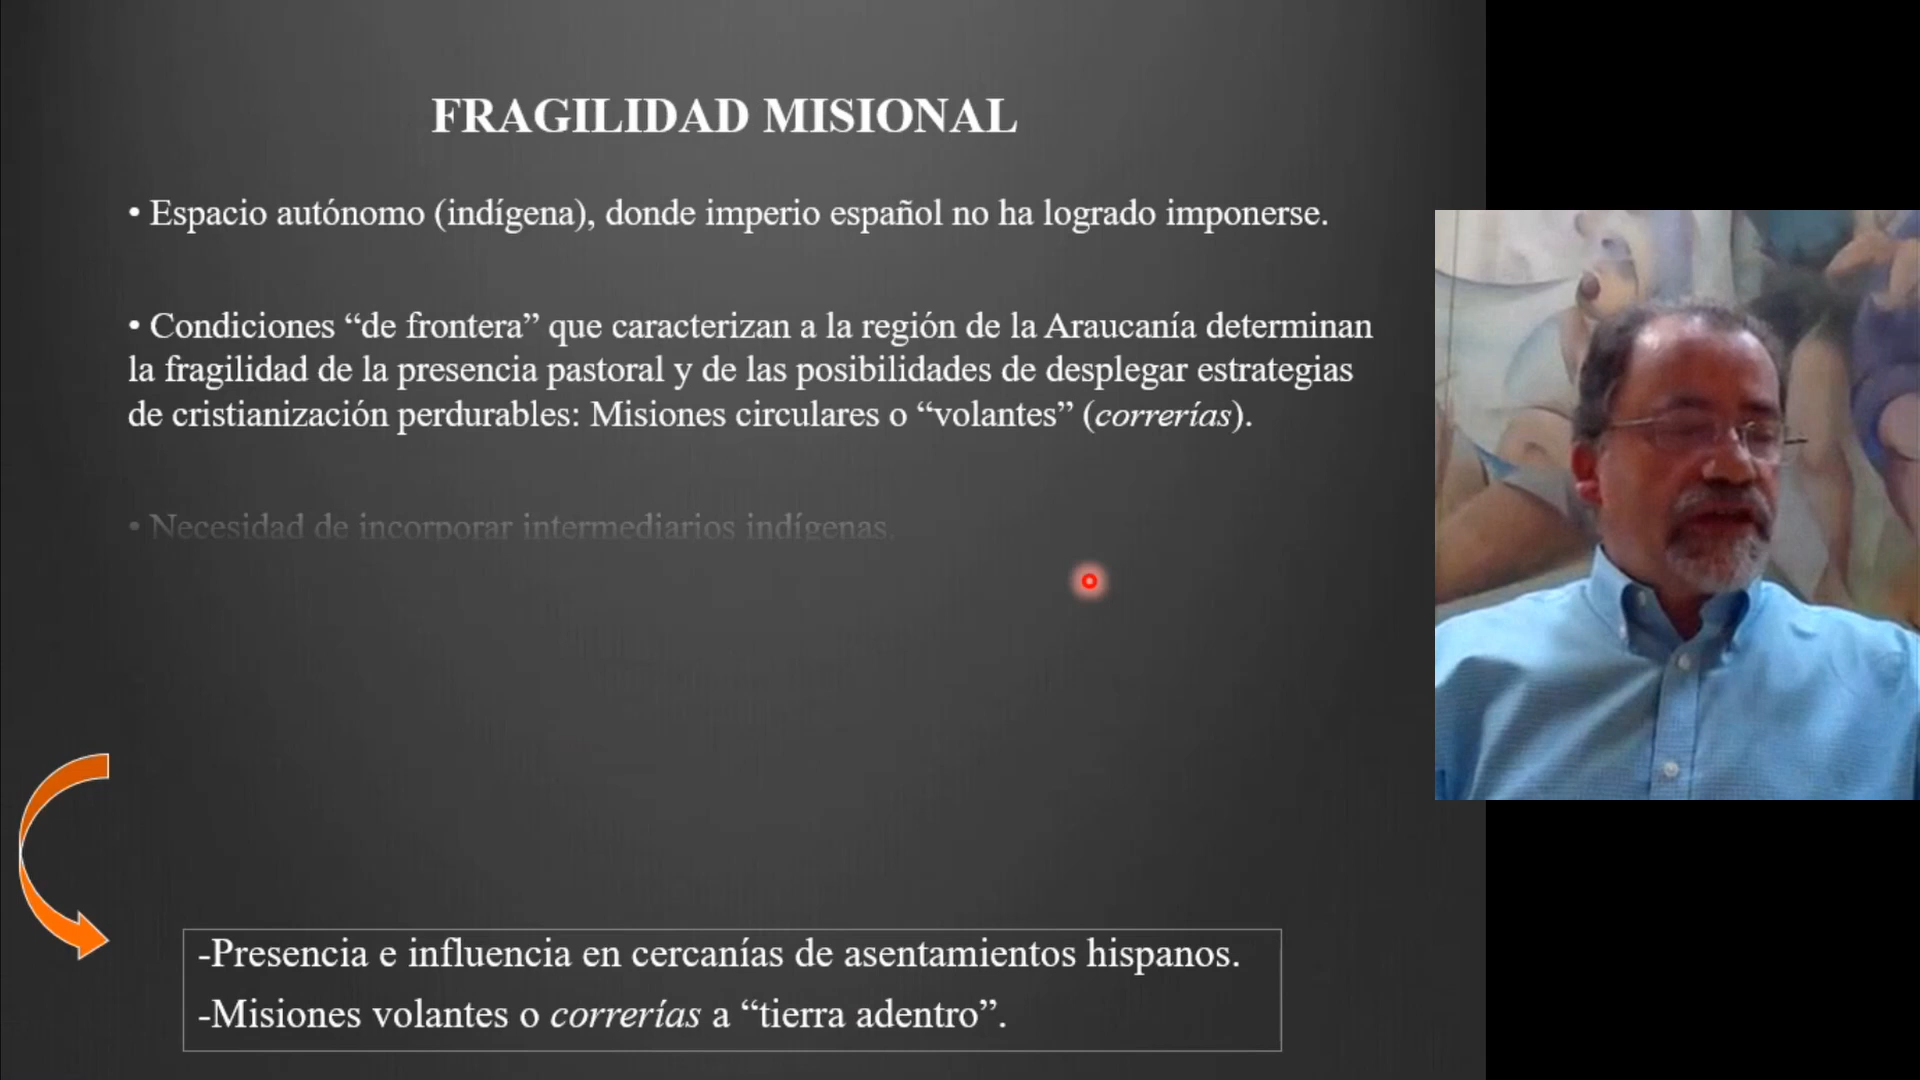 FRAGILIDAD MISIONAL
• Espacio autónomo (indígena), donde imperio español no ha logrado imponerse.
• Condiciones “de frontera” que caracterizan a la región de la Araucanía determinan
la fragilidad de la presencia pastoral y de las posibilidades de desplegar estrategias
de cristianización perdurables: Misiones circulares o “volantes” (correrías).
• Necesidad de incorporar intermediarios indígenas.
-Presencia e influencia en cercanías de asentamientos hispanos.
-Misiones volantes o correrías a “tierra adentro”.